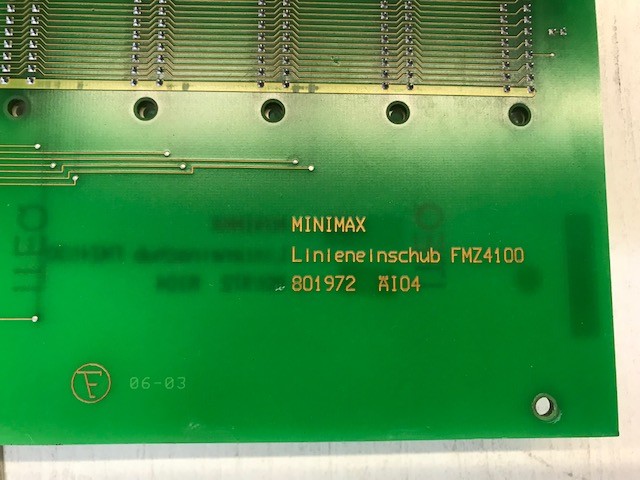 MINIMAX
Linieneinschub FMZ4100
801972 ÄI04
06-03